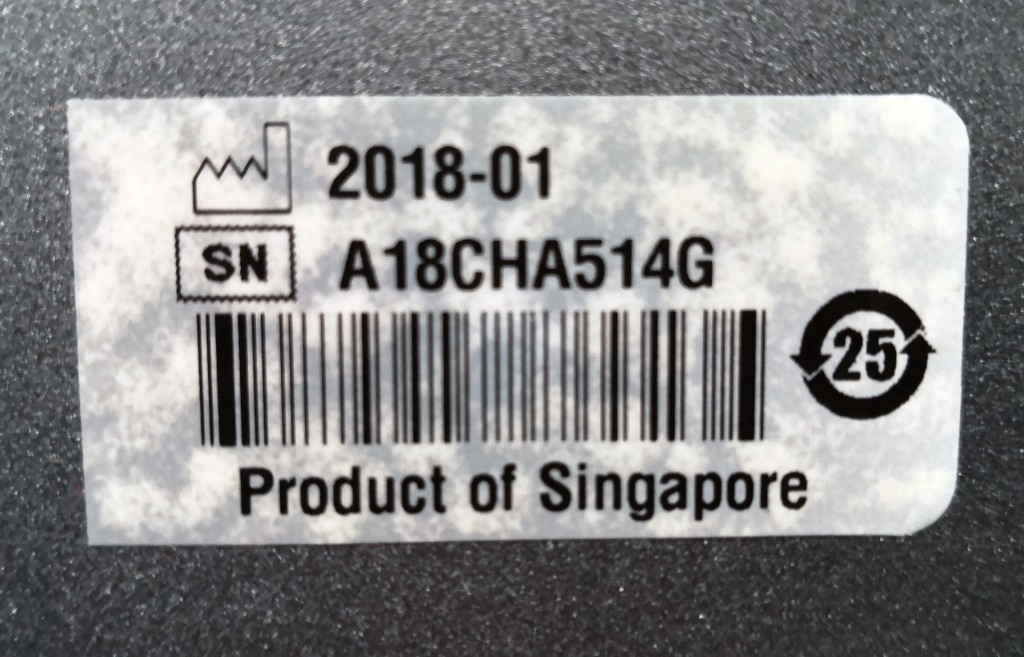 2018-01
SN A18CHA514G
25
Product of Singapore